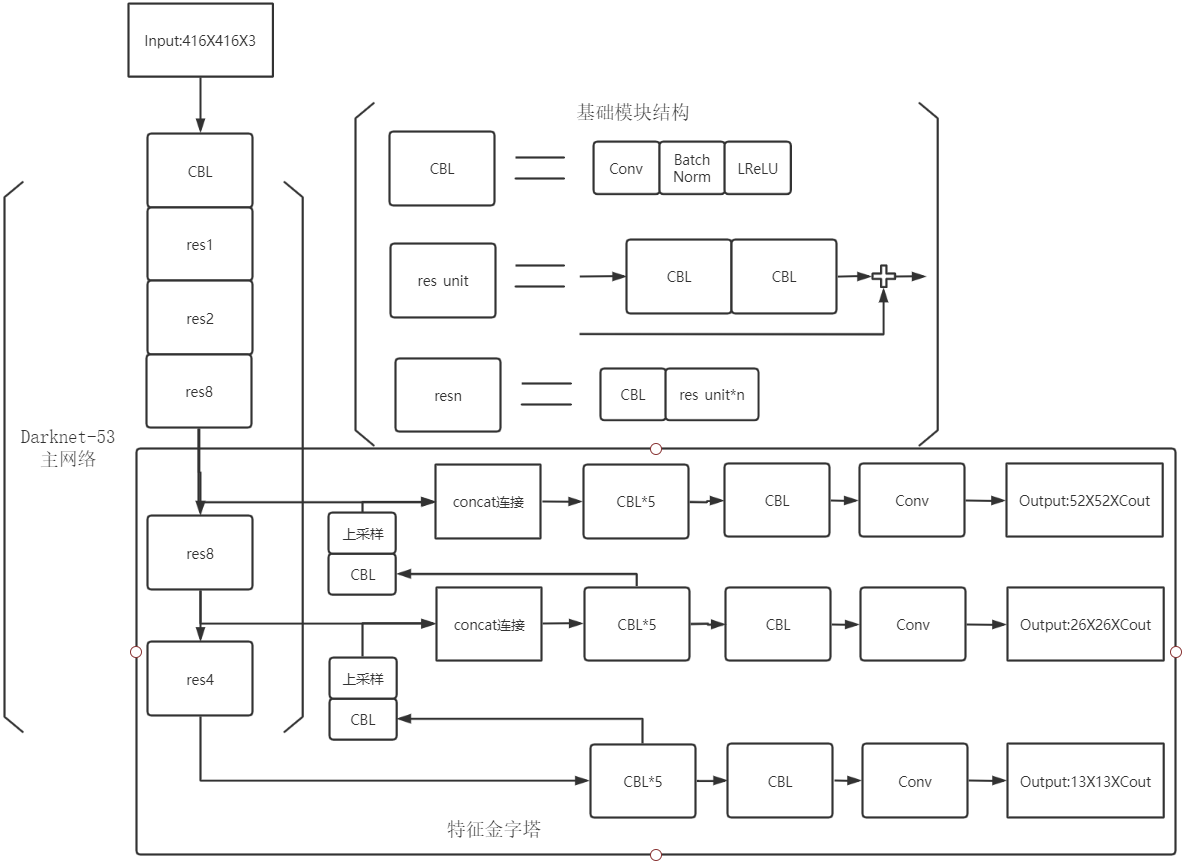 Input:416X416X3
CBL
res1
res2
res8
Darknet-53
主网络
基础模块结构
CBL
Conv
Batch
Norm
LReLU
res unit
CBL
CBL
resn
CBL
res unit*n
res8
res4
concat连接
CBL*5
CBL
Conv
Output:52X52XCout
上采样
CBL
concat连接
CBL*5
CBL
Conv
Output:26X26XCout
上采样
CBL
CBL*5
CBL
Conv
Output:13X13XCout
特征金字塔